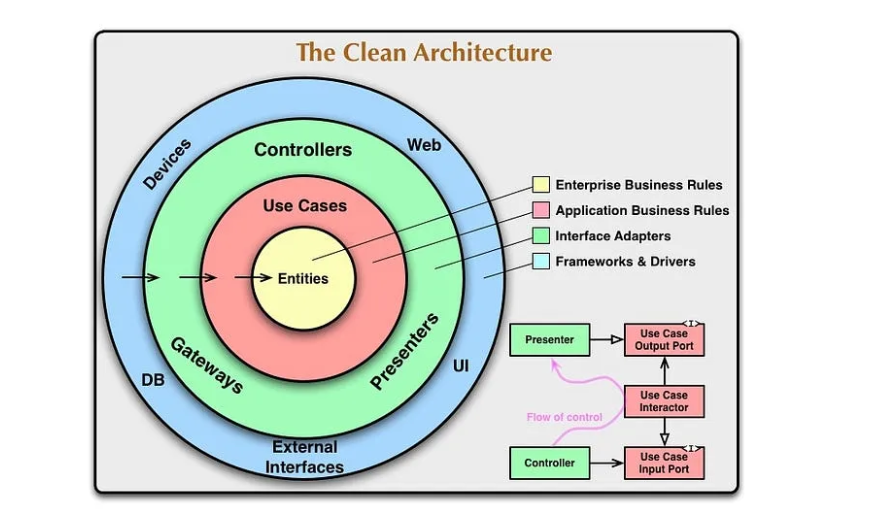 The Clean Architecture
Devices
Web
Controllers
Use Cases
Entities
Gateways
Presenters
DB
UI
External
Interfaces
Enterprise Business Rules
Application Business Rules
Interface Adapters
Frameworks & Drivers
Presenter
<I>
Use Case
Output Port
Flow of control
Use Case
Interactor
Controller
<I>
Use Case
Input Port